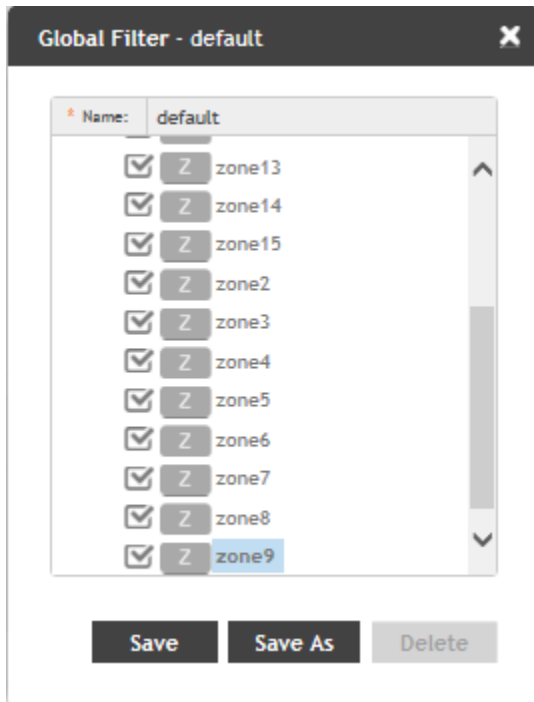 Global Filter - default
* Name: default
Z zone13
Z zone14
Z zone15
Z zone2
Z zone3
Z zone4
Z zone5
Z zone6
Z zone7
Z zone8
Z zone9
Save Save As Delete